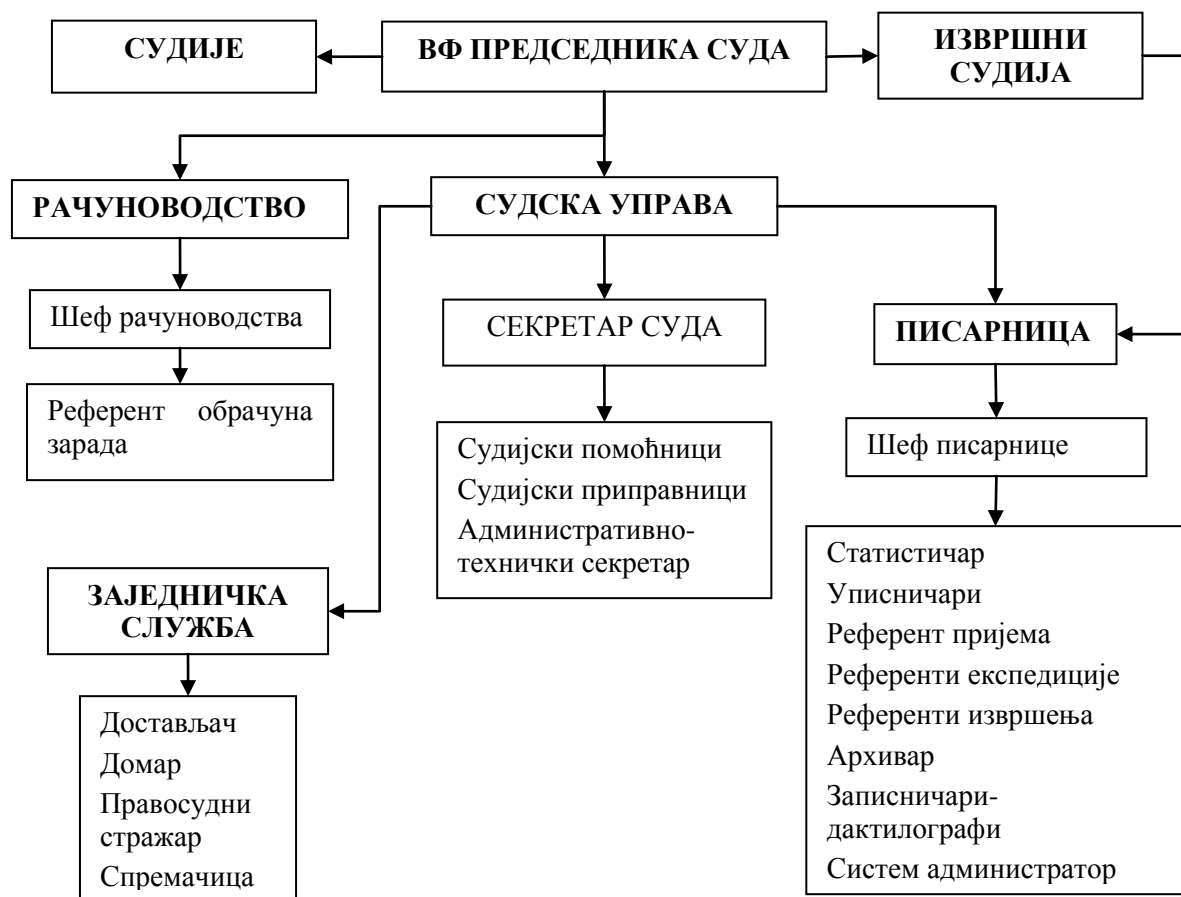 СУДИЈЕ
ВФ ПРЕДСЕДНИКА СУДА
ИЗВРШНИ
СУДИЈА
РАЧУНОВОДСТВО
СУДСКА УПРАВА
Шеф рачуноводства
СЕКРЕТАР СУДА
ПИСАРНИЦА
Референт обрачуна
зарада
Судијски помоћници
Судијски приправници
Административно-
технички секретар
Шеф писарнице
ЗАЈЕДНИЧКА
СЛУЖБА
Статистичар
Уписничари
Референт пријема
Референти експедиције
Референти извршења
Архивар
Записничари-
дактилографи
Систем администратор
Достављач
Домар
Правосудни
стражар
Спремачица